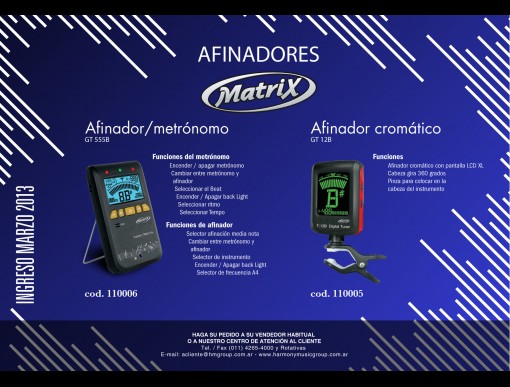 AFINADORES
MatriX
Afinador/metrónomo
GT 555B
Funciones del metrónomo
Encender / apagar metrónomo
Cambiar entre metrónomo y
afinador
Seleccionar el Beat
Encender / Apagar back Light
Seleccionar ritmo
Seleccionar Tempo
Funciones de afinador
Selector afinación media nota
Cambiar entre metrónomo y
afinador
Selector de instrumento
Encender / Apagar back Light
Selector de frecuencia A4
cod. 110006
Afinador cromático
GT 12B
Funciones
Afinador cromático con pantalla LCD XL
Cabeza gira 360 grados
Pinza para colocar en la
cabeza del instrumento
cod. 110005
INGRESO MARZO 2013
HAGA SU PEDIDO A SU VENDEDOR HABITUAL
O A NUESTRO CENTRO DE ATENCIÓN AL CLIENTE
Tel. / Fax (011) 4265-4000 y Rotativas
E-mail: acliente@hmgroup.com.ar - www.harmonymusicgroup.com.ar